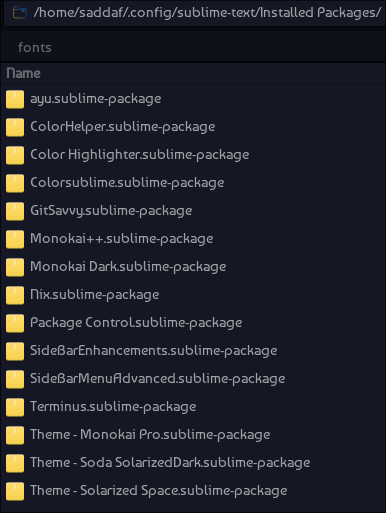 /home/saddaf/.config/sublime-text/Installed Packages/
fonts
Name
ayu.sublime-package
ColorHelper.sublime-package
Color Highlighter.sublime-package
Colorsublime.sublime-package
GitSavvy.sublime-package
Monokai++.sublime-package
Monokai Dark.sublime-package
Nix.sublime-package
Package Control.sublime-package
SideBarEnhancements.sublime-package
SideBarMenuAdvanced.sublime-package
Terminus.sublime-package
Theme - Monokai Pro.sublime-package
Theme - Soda SolarizedDark.sublime-package
Theme - Solarized Space.sublime-package